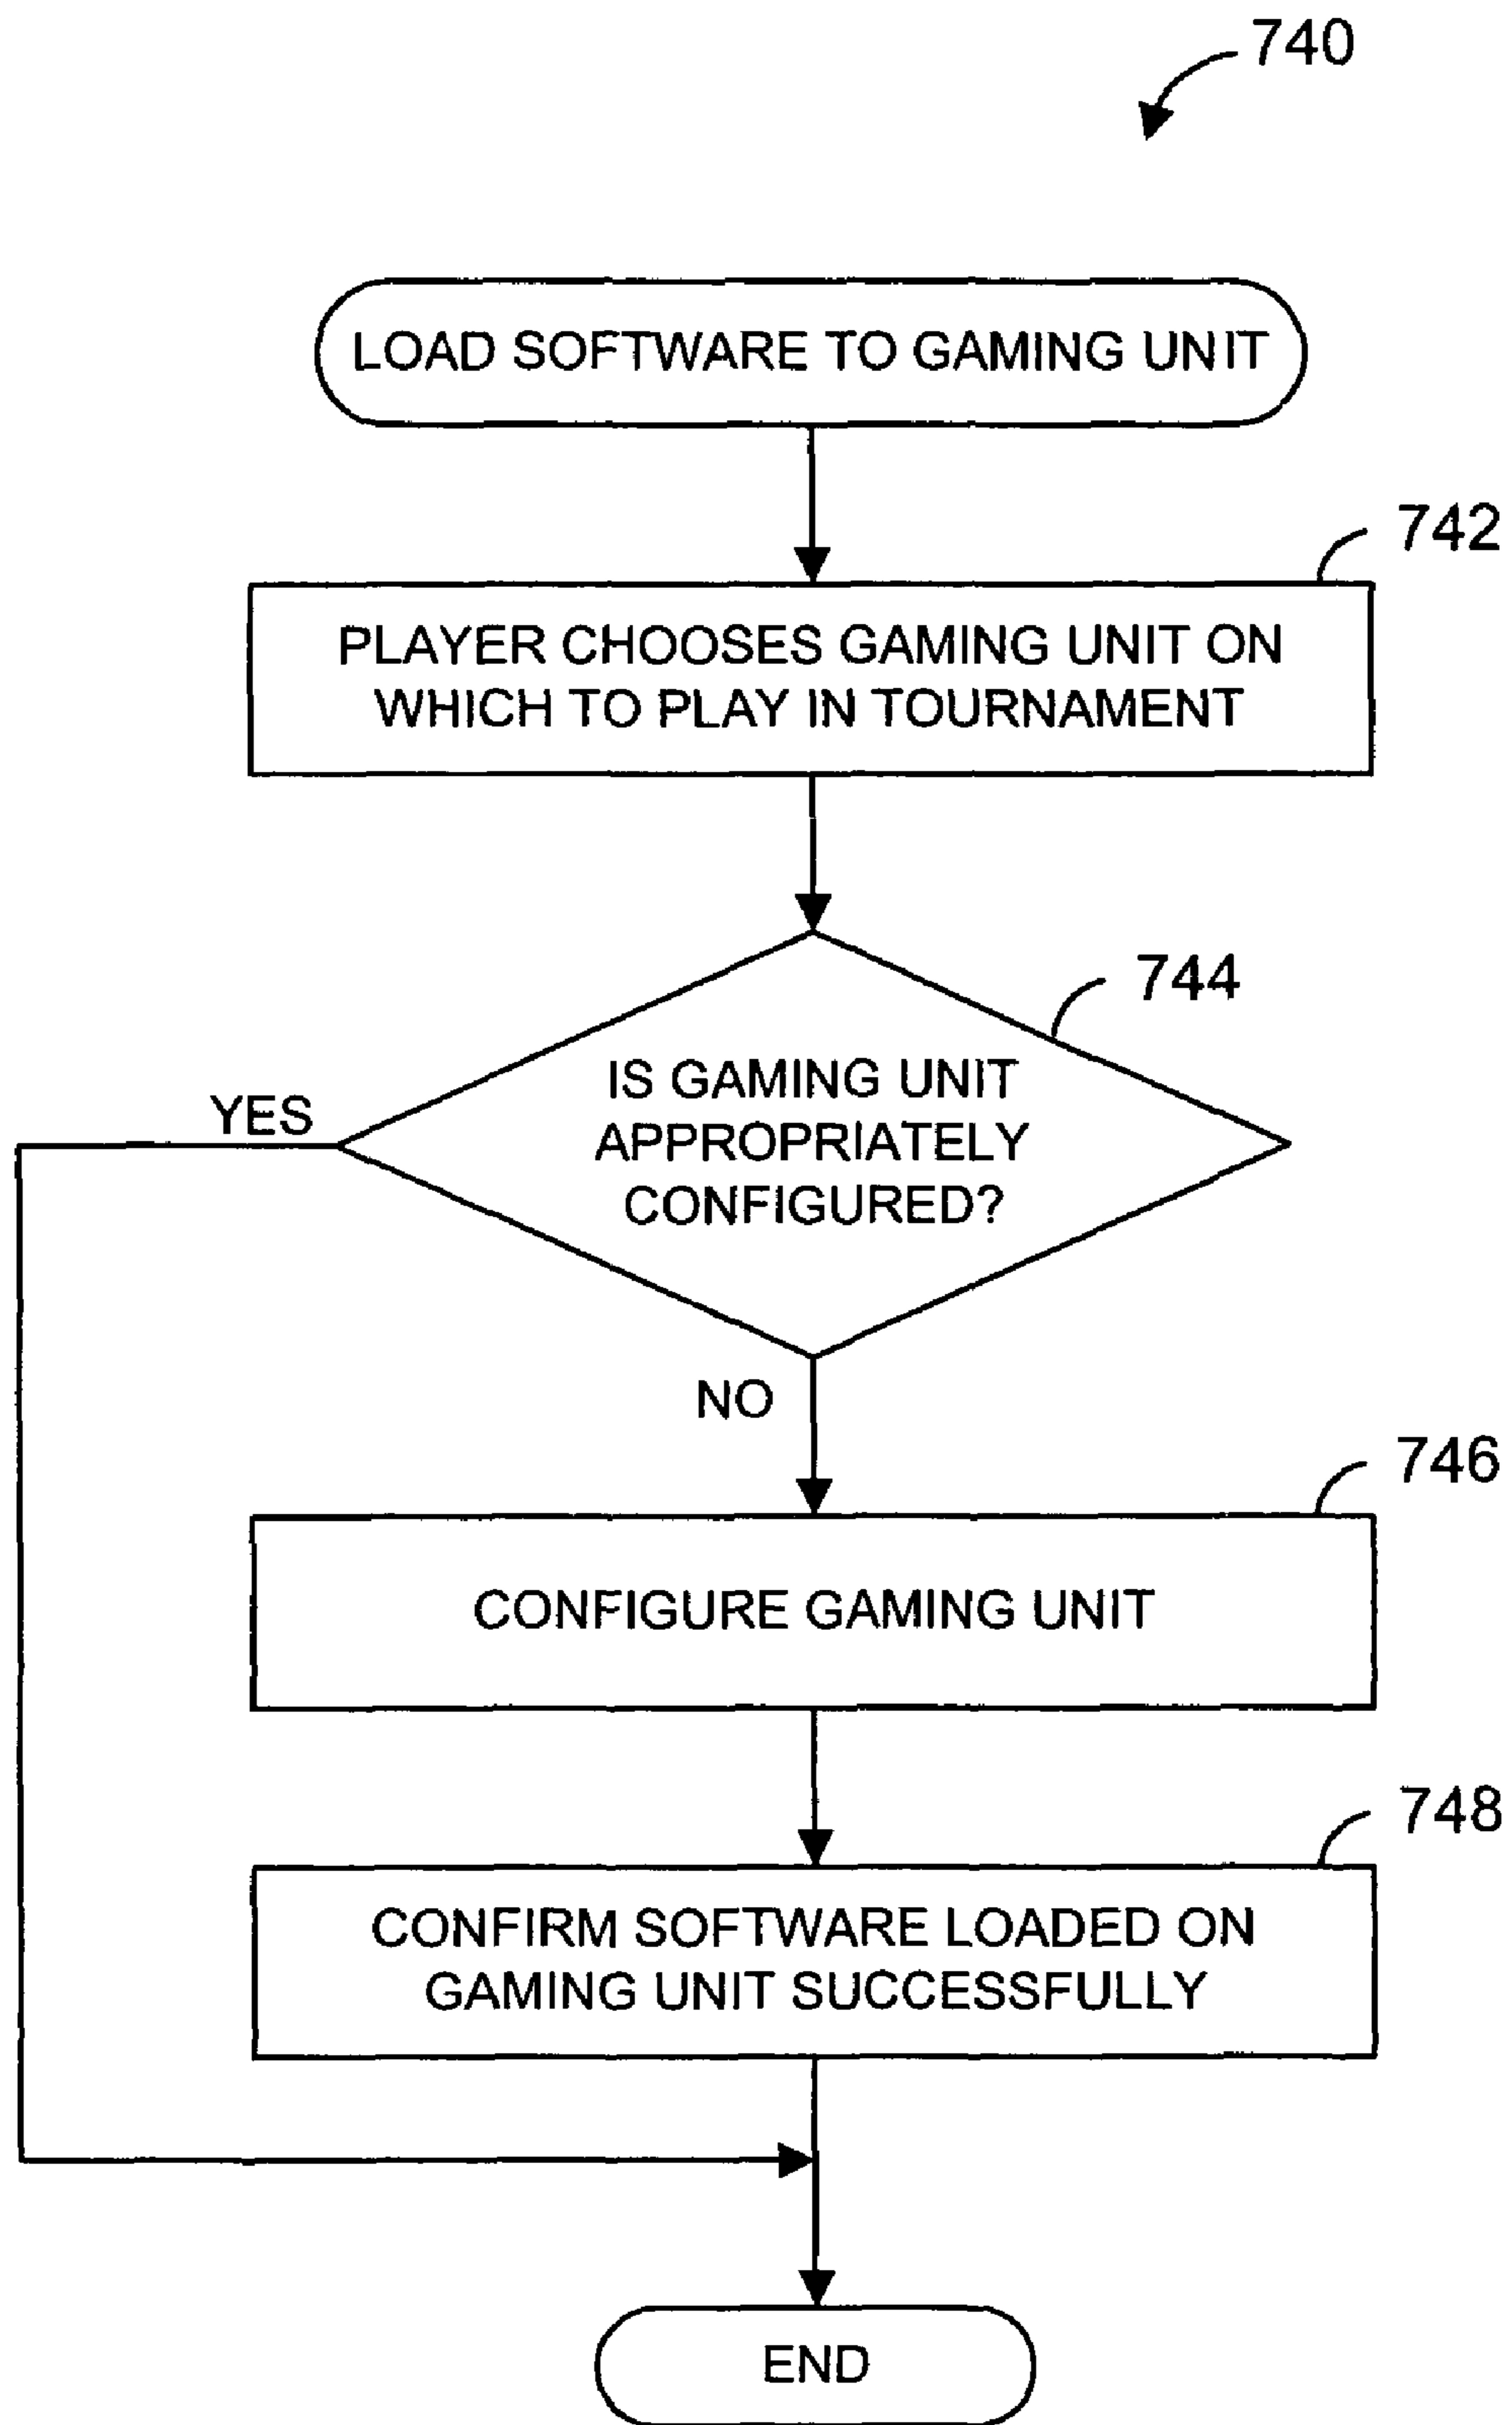 740
LOAD SOFTWARE TO GAMING UNIT
742
PLAYER CHOOSES GAMING UNIT ON
WHICH TO PLAY IN TOURNAMENT
744
IS GAMING UNIT
APPROPRIATELY
CONFIGURED?
YES
NO
746
CONFIGURE GAMING UNIT
748
CONFIRM SOFTWARE LOADED ON
GAMING UNIT SUCCESSFULLY
END